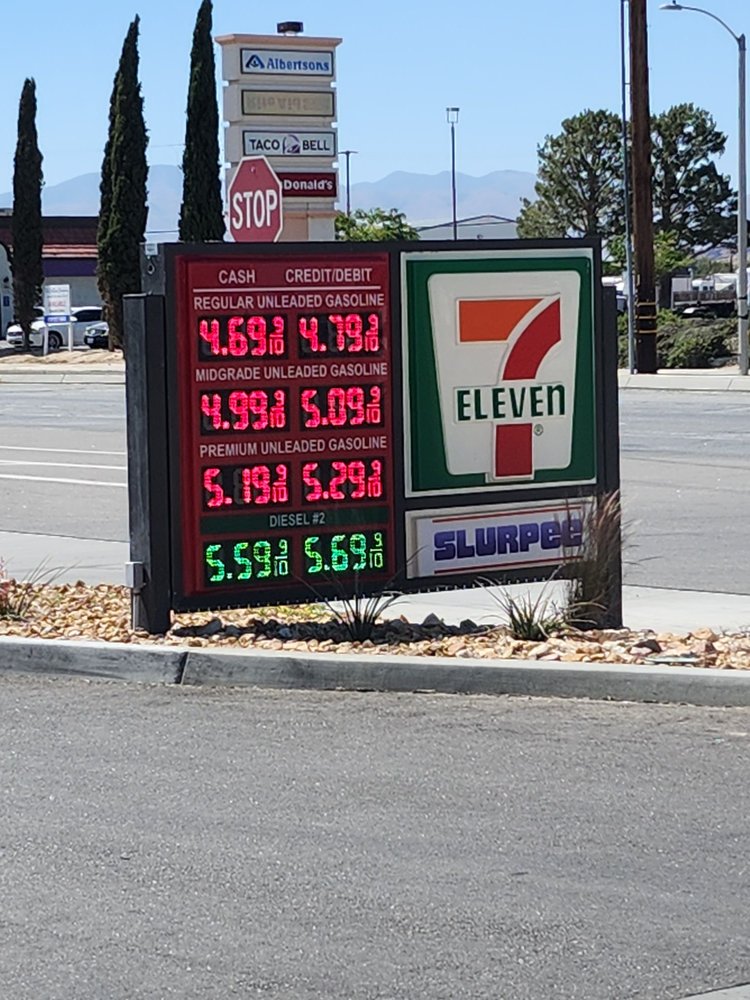 Albertsons
Rite Aid
TACO BELL
Donald's
STOP
CASH CREDIT/DEBIT
REGULAR UNLEADED GASOLINE
4.69 9/10 4.79 9/10
MIDGRADE UNLEADED GASOLINE
4.99 9/10 5.09 9/10
PREMIUM UNLEADED GASOLINE
5.19 9/10 5.29 9/10
DIESEL #2
5.59 9/10 5.69 9/10
7
ELEVEn
®
SLURPEE